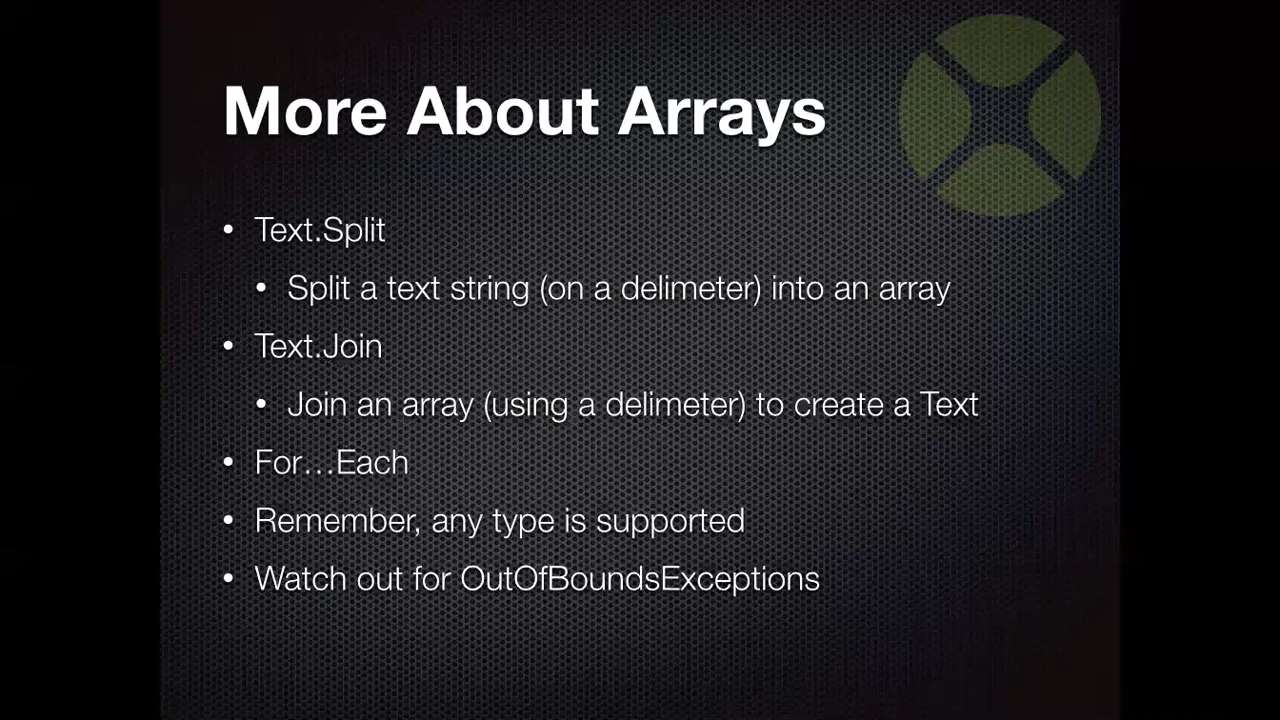 More About Arrays
• Text.Split
• Split a text string (on a delimeter) into an array
• Text.Join
• Join an array (using a delimeter) to create a Text
• For…Each
• Remember, any type is supported
• Watch out for OutOfBoundsExceptions